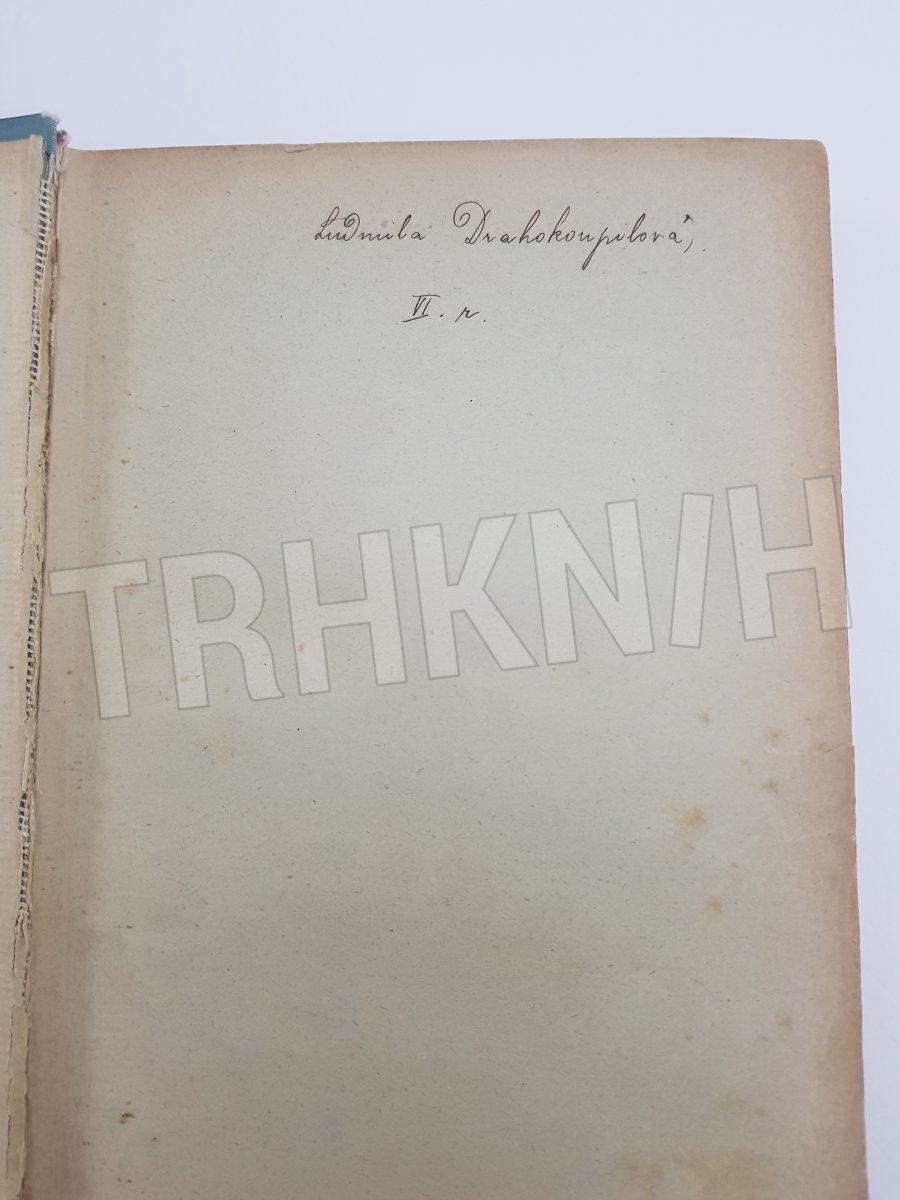 Ludmila Drahokoupilová,
VI. r.
TRHKNIH